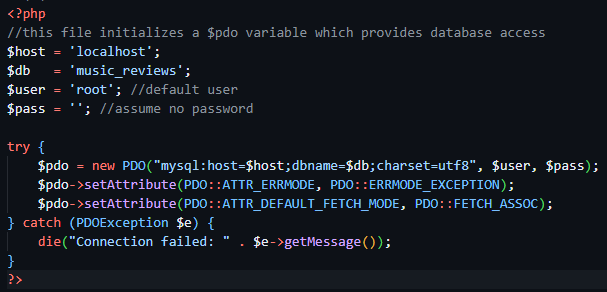 <?php
//this file initializes a $pdo variable which provides database access
$host = 'localhost';
$db   = 'music_reviews';
$user = 'root'; //default user
$pass = ''; //assume no password

try {
    $pdo = new PDO("mysql:host=$host;dbname=$db;charset=utf8", $user, $pass);
    $pdo->setAttribute(PDO::ATTR_ERRMODE, PDO::ERRMODE_EXCEPTION);
    $pdo->setAttribute(PDO::ATTR_DEFAULT_FETCH_MODE, PDO::FETCH_ASSOC);
} catch (PDOException $e) {
    die("Connection failed: " . $e->getMessage());
}
?>